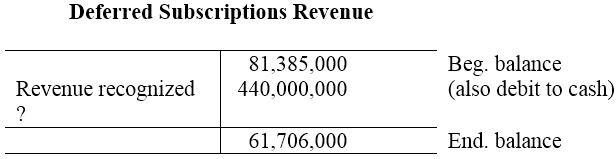 Deferred Subscriptions Revenue
81,385,000 Beg. balance
Revenue recognized 440,000,000 (also debit to cash)
?
61,706,000 End. balance